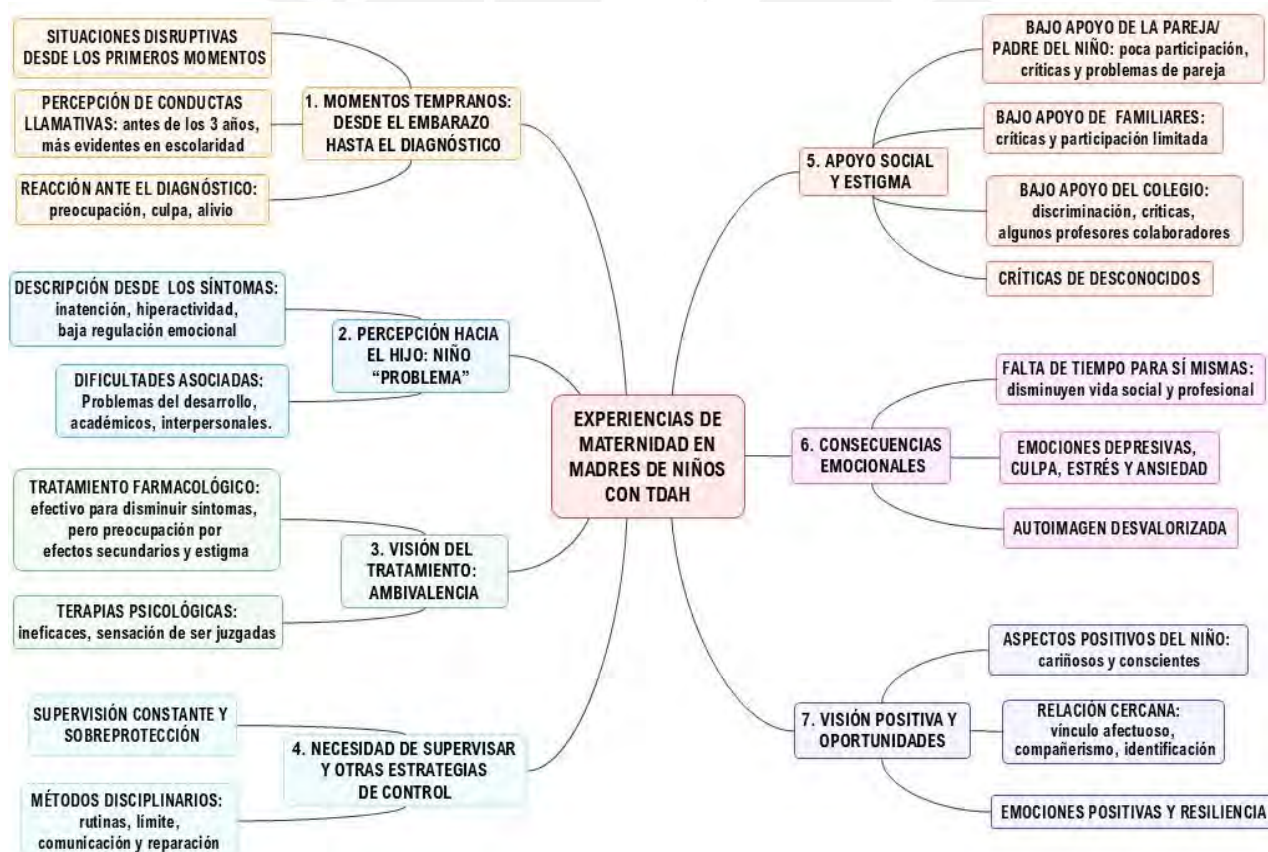 EXPERIENCIAS DE
MATERNIDAD EN
MADRES DE NIÑOS
CON TDAH
1. MOMENTOS TEMPRANOS:
DESDE EL EMBARAZO
HASTA EL DIAGNÓSTICO
SITUACIONES DISRUPTIVAS
DESDE LOS PRIMEROS MOMENTOS
PERCEPCIÓN DE CONDUCTAS
LLAMATIVAS: antes de los 3 años,
más evidentes en escolaridad
REACCIÓN ANTE EL DIAGNÓSTICO:
preocupación, culpa, alivio
2. PERCEPCIÓN HACIA
EL HIJO: NIÑO
“PROBLEMA”
DESCRIPCIÓN DESDE LOS SÍNTOMAS:
inatención, hiperactividad,
baja regulación emocional
DIFICULTADES ASOCIADAS:
Problemas del desarrollo,
académicos, interpersonales.
3. VISIÓN DEL
TRATAMIENTO:
AMBIVALENCIA
TRATAMIENTO FARMACOLÓGICO:
efectivo para disminuir síntomas,
pero preocupación por
efectos secundarios y estigma
TERAPIAS PSICOLÓGICAS:
ineficaces, sensación de ser juzgadas
4. NECESIDAD DE SUPERVISAR
Y OTRAS ESTRATEGIAS
DE CONTROL
SUPERVISIÓN CONSTANTE Y
SOBREPROTECCIÓN
MÉTODOS DISCIPLINARIOS:
rutinas, límite,
comunicación y reparación
5. APOYO SOCIAL
Y ESTIGMA
BAJO APOYO DE LA PAREJA/
PADRE DEL NIÑO: poca participación,
críticas y problemas de pareja
BAJO APOYO DE FAMILIARES:
críticas y participación limitada
BAJO APOYO DEL COLEGIO:
discriminación, críticas,
algunos profesores colaboradores
CRÍTICAS DE DESCONOCIDOS
6. CONSECUENCIAS
EMOCIONALES
FALTA DE TIEMPO PARA SÍ MISMAS:
disminuyen vida social y profesional
EMOCIONES DEPRESIVAS,
CULPA, ESTRÉS Y ANSIEDAD
AUTOIMAGEN DESVALORIZADA
7. VISIÓN POSITIVA Y
OPORTUNIDADES
ASPECTOS POSITIVOS DEL NIÑO:
cariñosos y conscientes
RELACIÓN CERCANA:
vínculo afectuoso,
compañerismo, identificación
EMOCIONES POSITIVAS Y RESILIENCIA